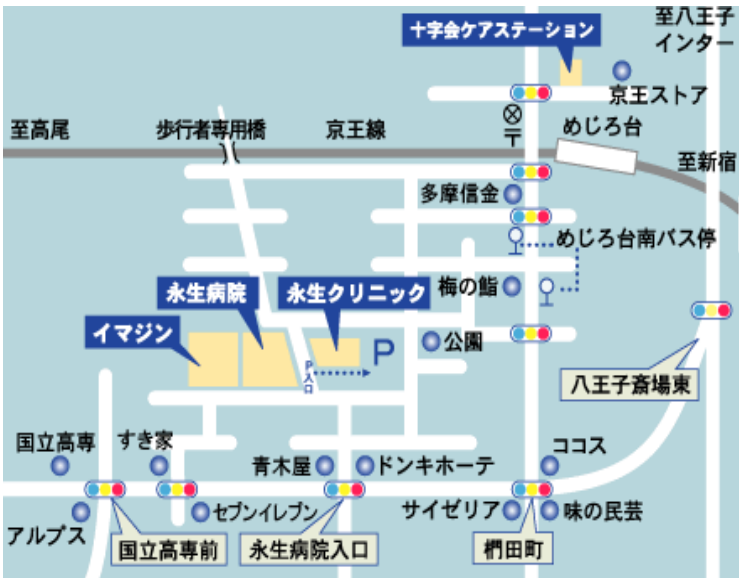 至八王子
インター
十字会ケアステーション
京王ストア
〒
至高尾
歩行者専用橋
京王線
めじろ台
至新宿
多摩信金
めじろ台南バス停
永生病院
永生クリニック
梅の鮨
イマジン
P
公園
P入口
八王子斎場東
国立高専
すき家
青木屋
ドンキホーテ
ココス
アルプス
セブンイレブン
サイゼリア
味の民芸
国立高専前
永生病院入口
椚田町